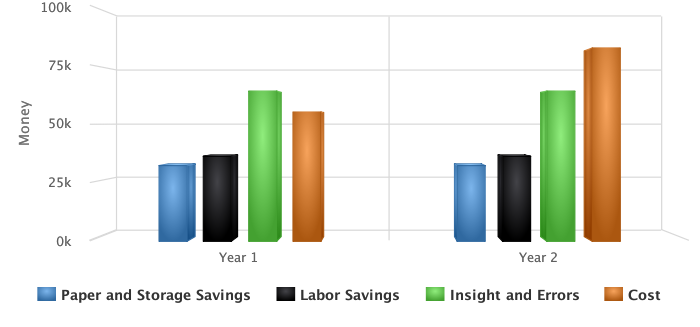 100k
75k
50k
25k
0k
Money
Year 1 Year 2
Paper and Storage Savings Labor Savings Insight and Errors Cost